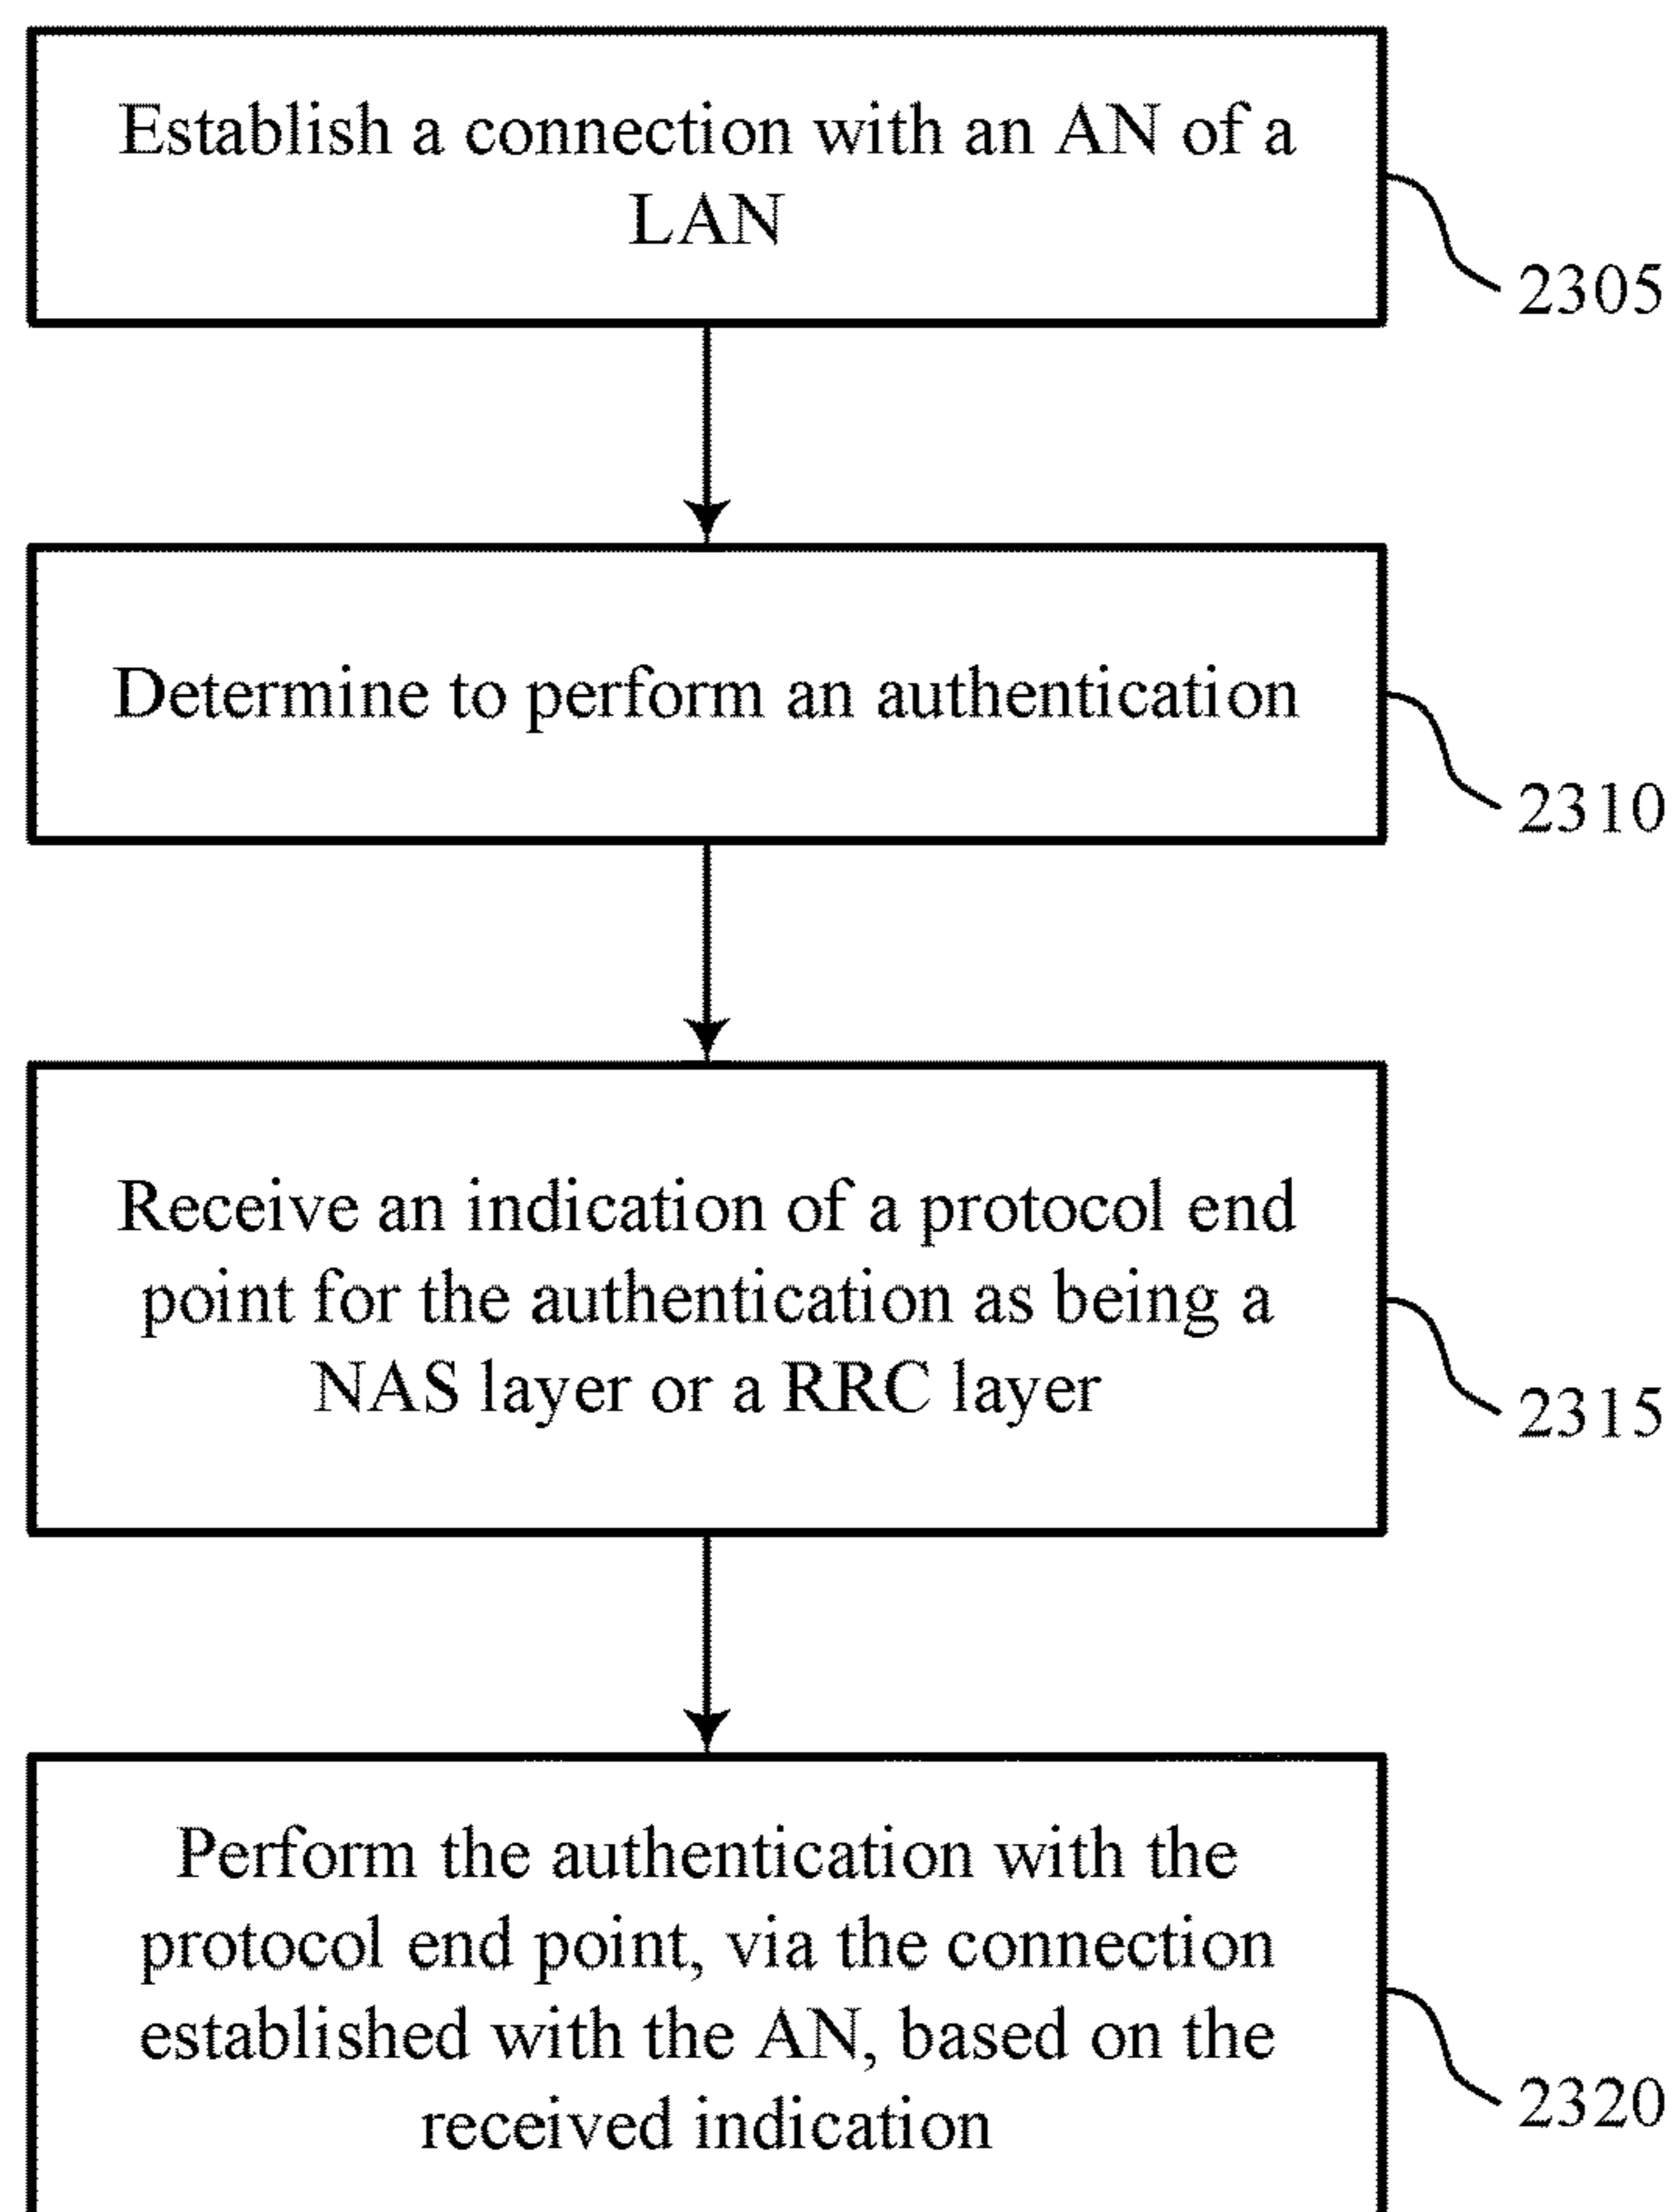 Establish a connection with an AN of a
LAN
2305
Determine to perform an authentication
2310
Receive an indication of a protocol end
point for the authentication as being a
NAS layer or a RRC layer
2315
Perform the authentication with the
protocol end point, via the connection
established with the AN, based on the
received indication
2320